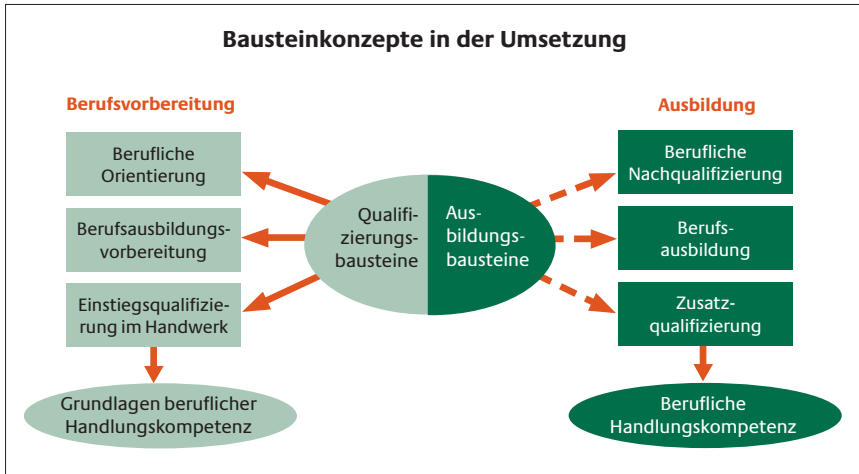 Bausteinkonzepte in der Umsetzung
Berufsvorbereitung
Berufliche
Orientierung
Berufsausbildungs-
vorbereitung
Einstiegsqualifizie-
rung im Handwerk
Grundlagen beruflicher
Handlungskompetenz
Qualifi-
zierungs-
bausteine
Aus-
bildungs-
bausteine
Ausbildung
Berufliche
Nachqualifizierung
Berufs-
ausbildung
Zusatz-
qualifizierung
Berufliche
Handlungskompetenz